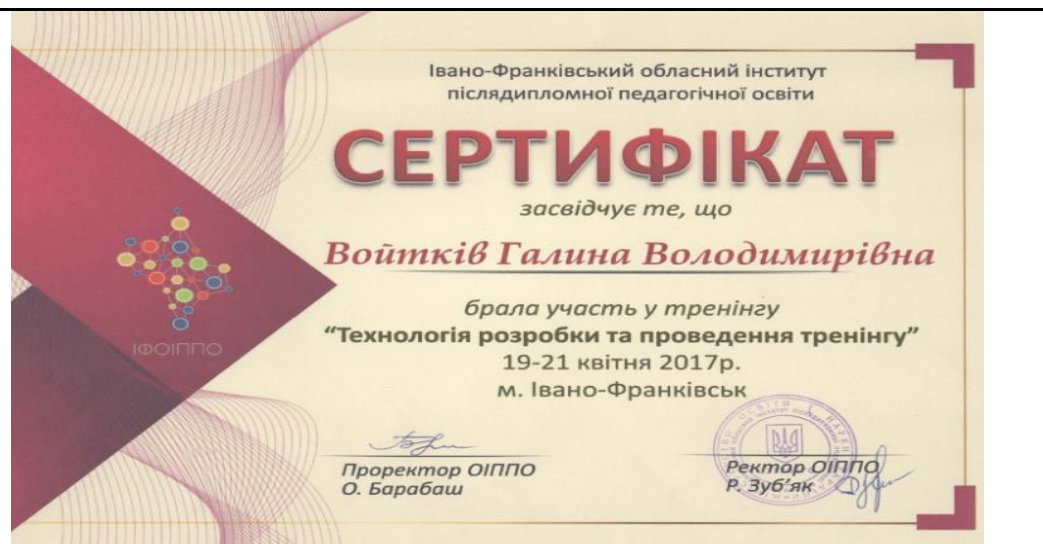 Івано-Франківський обласний інститут
післядипломної педагогічної освіти
СЕРТИФІКАТ
засвідчує те, що
Войтків Галина Володимирівна
брала участь у тренінгу
“Технологія розробки та проведення тренінгу”
19-21 квітня 2017р.
м. Івано-Франківськ
ІФОІППО
Проректор ОІППО
О. Барабаш
Ректор ОІППО
Р. Зуб’як